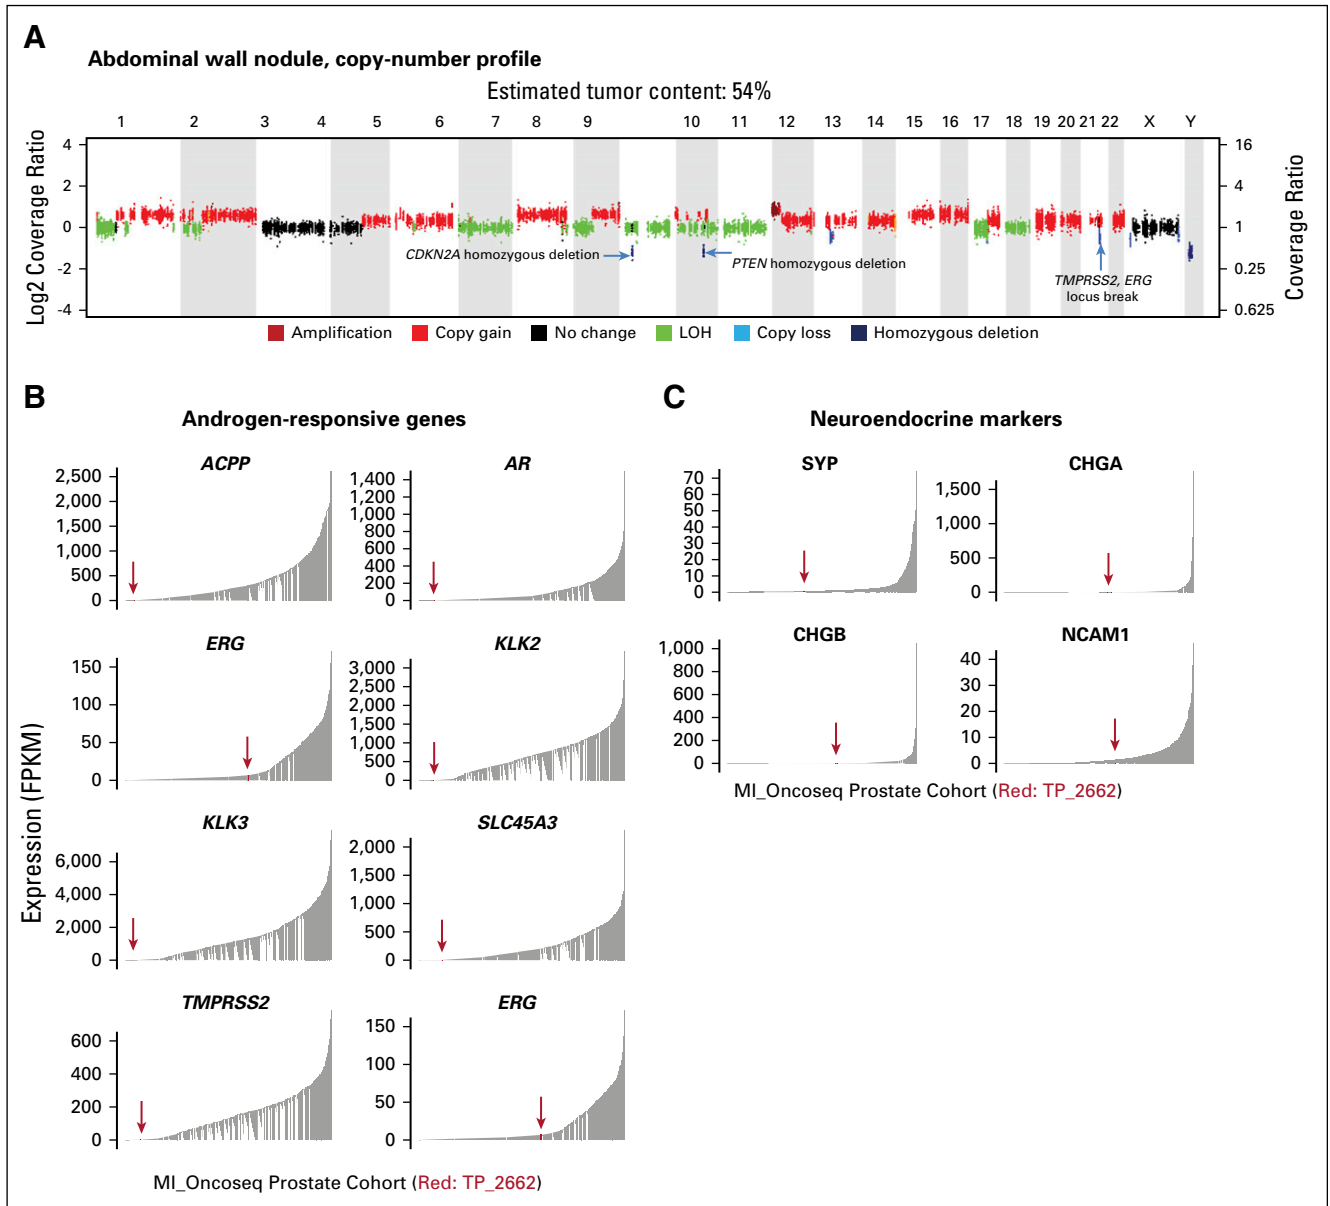 A
Abdominal wall nodule, copy-number profile
Estimated tumor content: 54%
1 2 3 4 5 6 7 8 9 10 11 12 13 14 15 16 17 18 19 20 21 22 X Y
Log2 Coverage Ratio
4
2
0
-2
-4
16
4
1
0.25
0.625
Coverage Ratio
CDKN2A homozygous deletion
PTEN homozygous deletion
TMPRSS2, ERG
locus break
Amplification Copy gain No change LOH Copy loss Homozygous deletion
B
Androgen-responsive genes
Expression (FPKM)
ACPP
2,500
2,000
1,500
1,000
500
0
AR
1,400
1,200
1,000
800
600
400
200
0
ERG
150
100
50
0
KLK2
3,000
2,500
2,000
1,500
1,000
500
0
KLK3
6,000
4,000
2,000
0
SLC45A3
2,000
1,500
1,000
500
0
TMPRSS2
600
400
200
0
ERG
150
100
50
0
MI_Oncoseq Prostate Cohort (Red: TP_2662)
C
Neuroendocrine markers
SYP
70
60
50
40
30
20
10
0
CHGA
1,500
1,000
500
0
CHGB
1,000
800
600
400
200
0
NCAM1
40
30
20
10
0
MI_Oncoseq Prostate Cohort (Red: TP_2662)